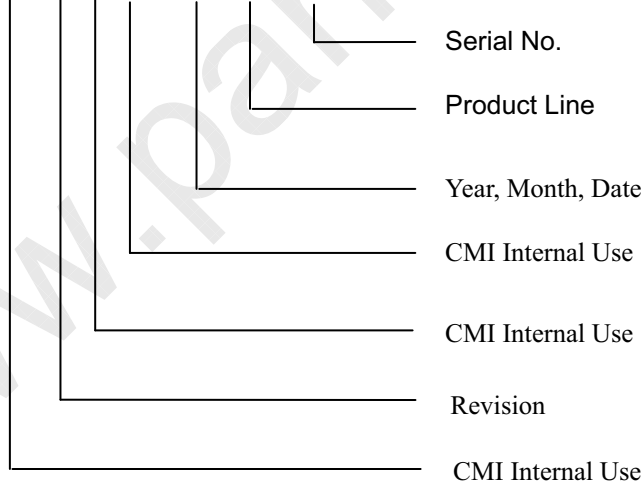 Serial No.
Product Line
Year, Month, Date
CMI Internal Use
CMI Internal Use
Revision
CMI Internal Use